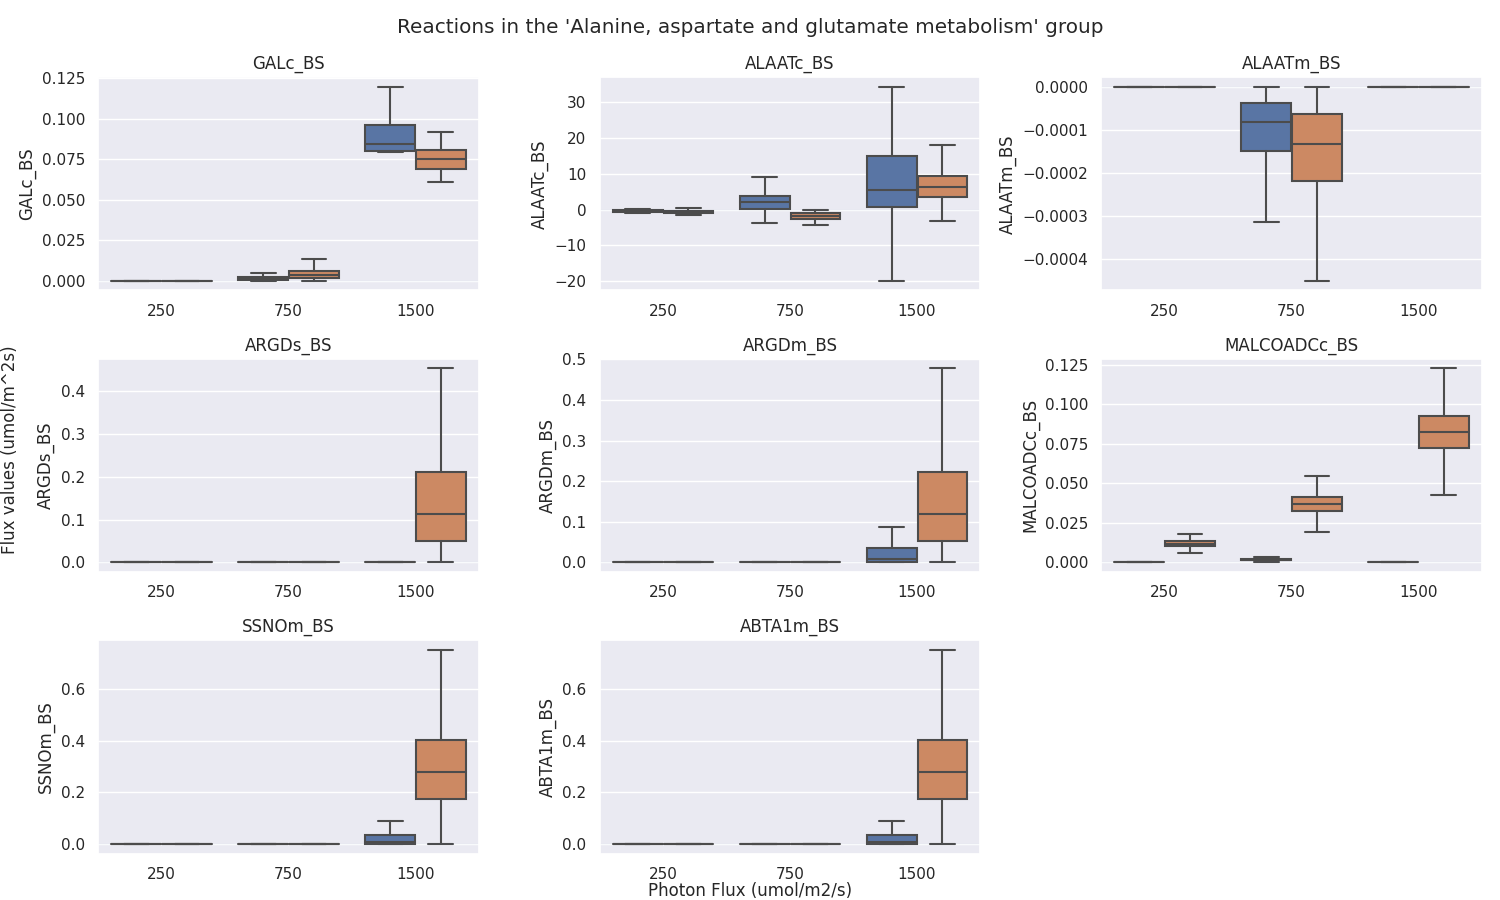 Reactions in the 'Alanine, aspartate and glutamate metabolism' group
GALc_BS
GALc_BS
0.125
0.100
0.075
0.050
0.025
0.000
250 750 1500
ALAATc_BS
ALAATc_BS
30
20
10
0
−10
−20
250 750 1500
ALAATm_BS
ALAATm_BS
0.0000
−0.0001
−0.0002
−0.0003
−0.0004
250 750 1500
Flux values (umol/m^2s)
ARGDs_BS
ARGDs_BS
0.4
0.3
0.2
0.1
0.0
250 750 1500
ARGDm_BS
ARGDm_BS
0.5
0.4
0.3
0.2
0.1
0.0
250 750 1500
MALCOADCc_BS
MALCOADCc_BS
0.125
0.100
0.075
0.050
0.025
0.000
250 750 1500
SSNOm_BS
SSNOm_BS
0.6
0.4
0.2
0.0
250 750 1500
ABTA1m_BS
ABTA1m_BS
0.6
0.4
0.2
0.0
250 750 1500
Photon Flux (umol/m2/s)